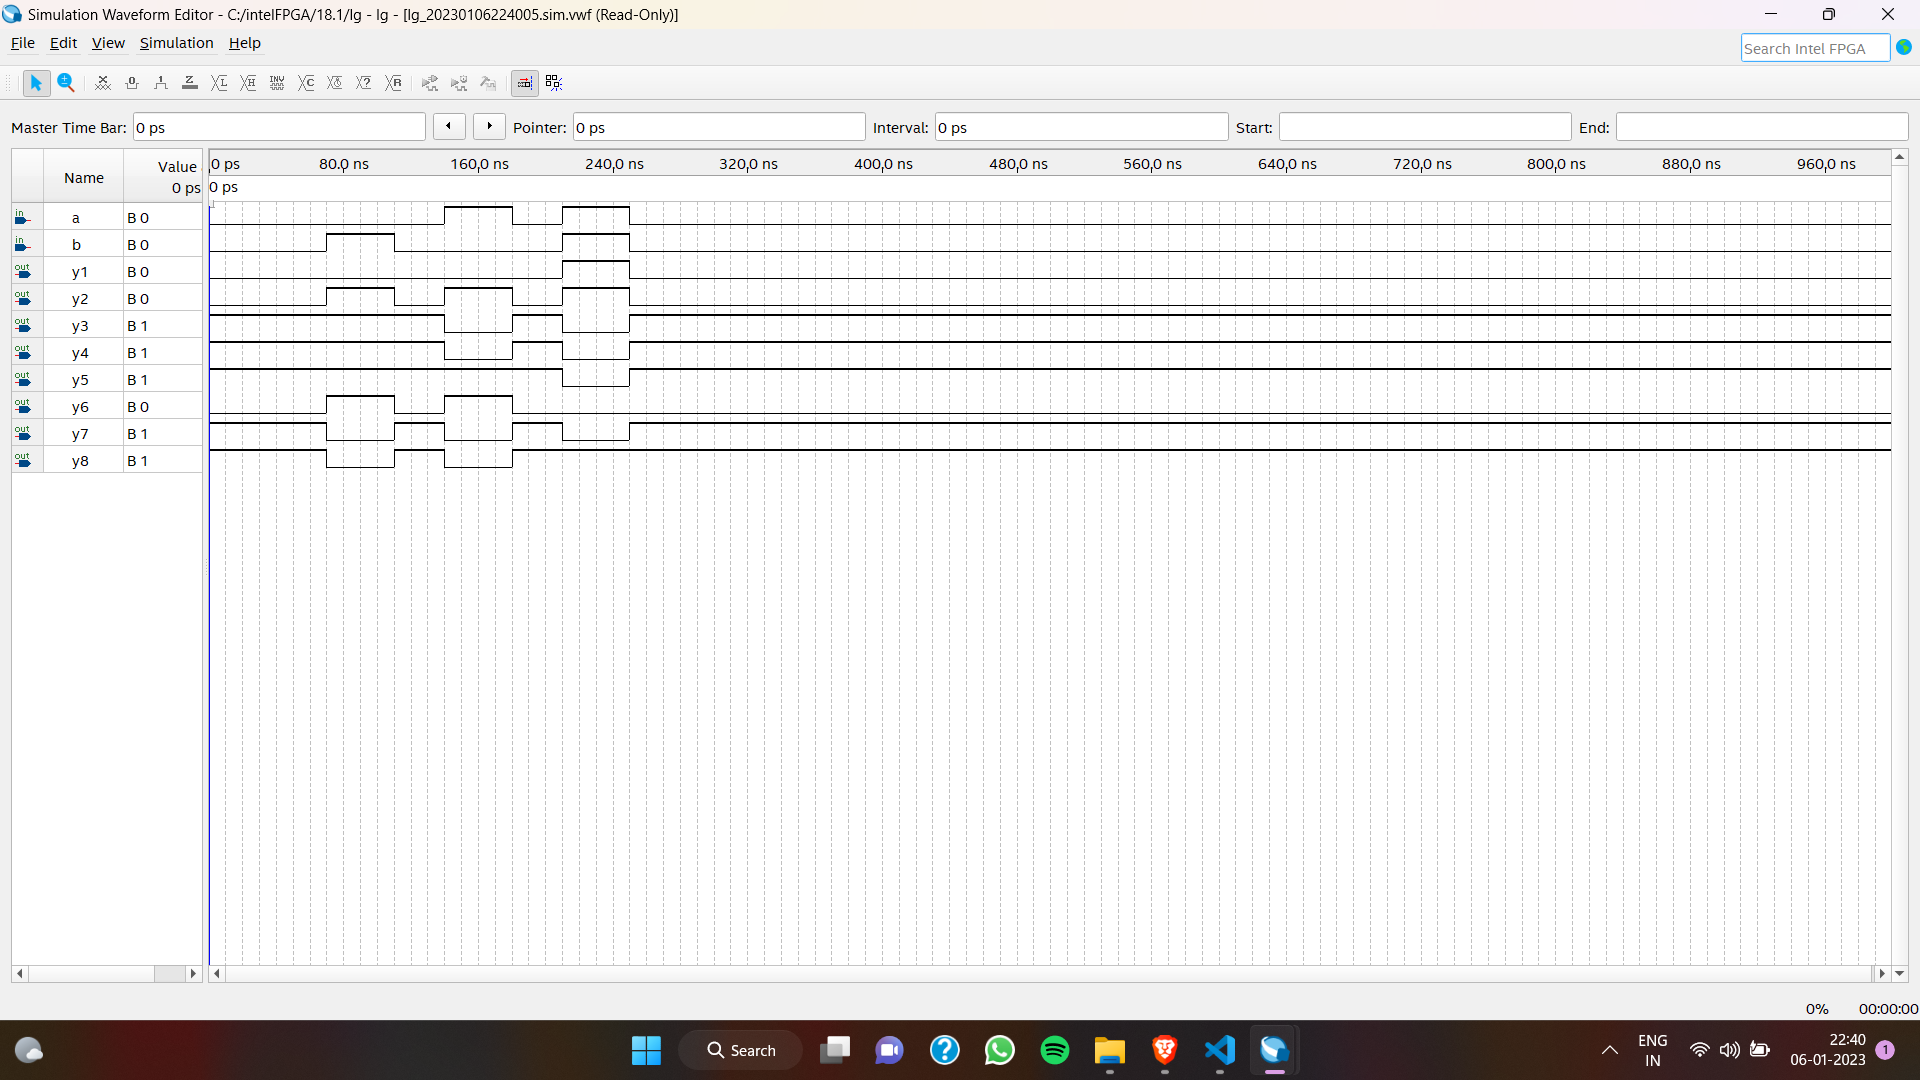 Simulation Waveform Editor - C:/intelFPGA/18.1/lg - lg - [lg_20230106224005.sim.vwf (Read-Only)]
File Edit View Simulation Help
Search Intel FPGA
Master Time Bar: 0 ps Pointer: 0 ps Interval: 0 ps Start: End:
Name Value 0 ps
0 ps 80.0 ns 160.0 ns 240.0 ns 320.0 ns 400.0 ns 480.0 ns 560.0 ns 640.0 ns 720.0 ns 800.0 ns 880.0 ns 960.0 ns
0 ps
in a B 0
in b B 0
out y1 B 0
out y2 B 0
out y3 B 1
out y4 B 1
out y5 B 1
out y6 B 0
out y7 B 1
out y8 B 1
0% 00:00:00
Search
ENG
IN
22:40
06-01-2023
1